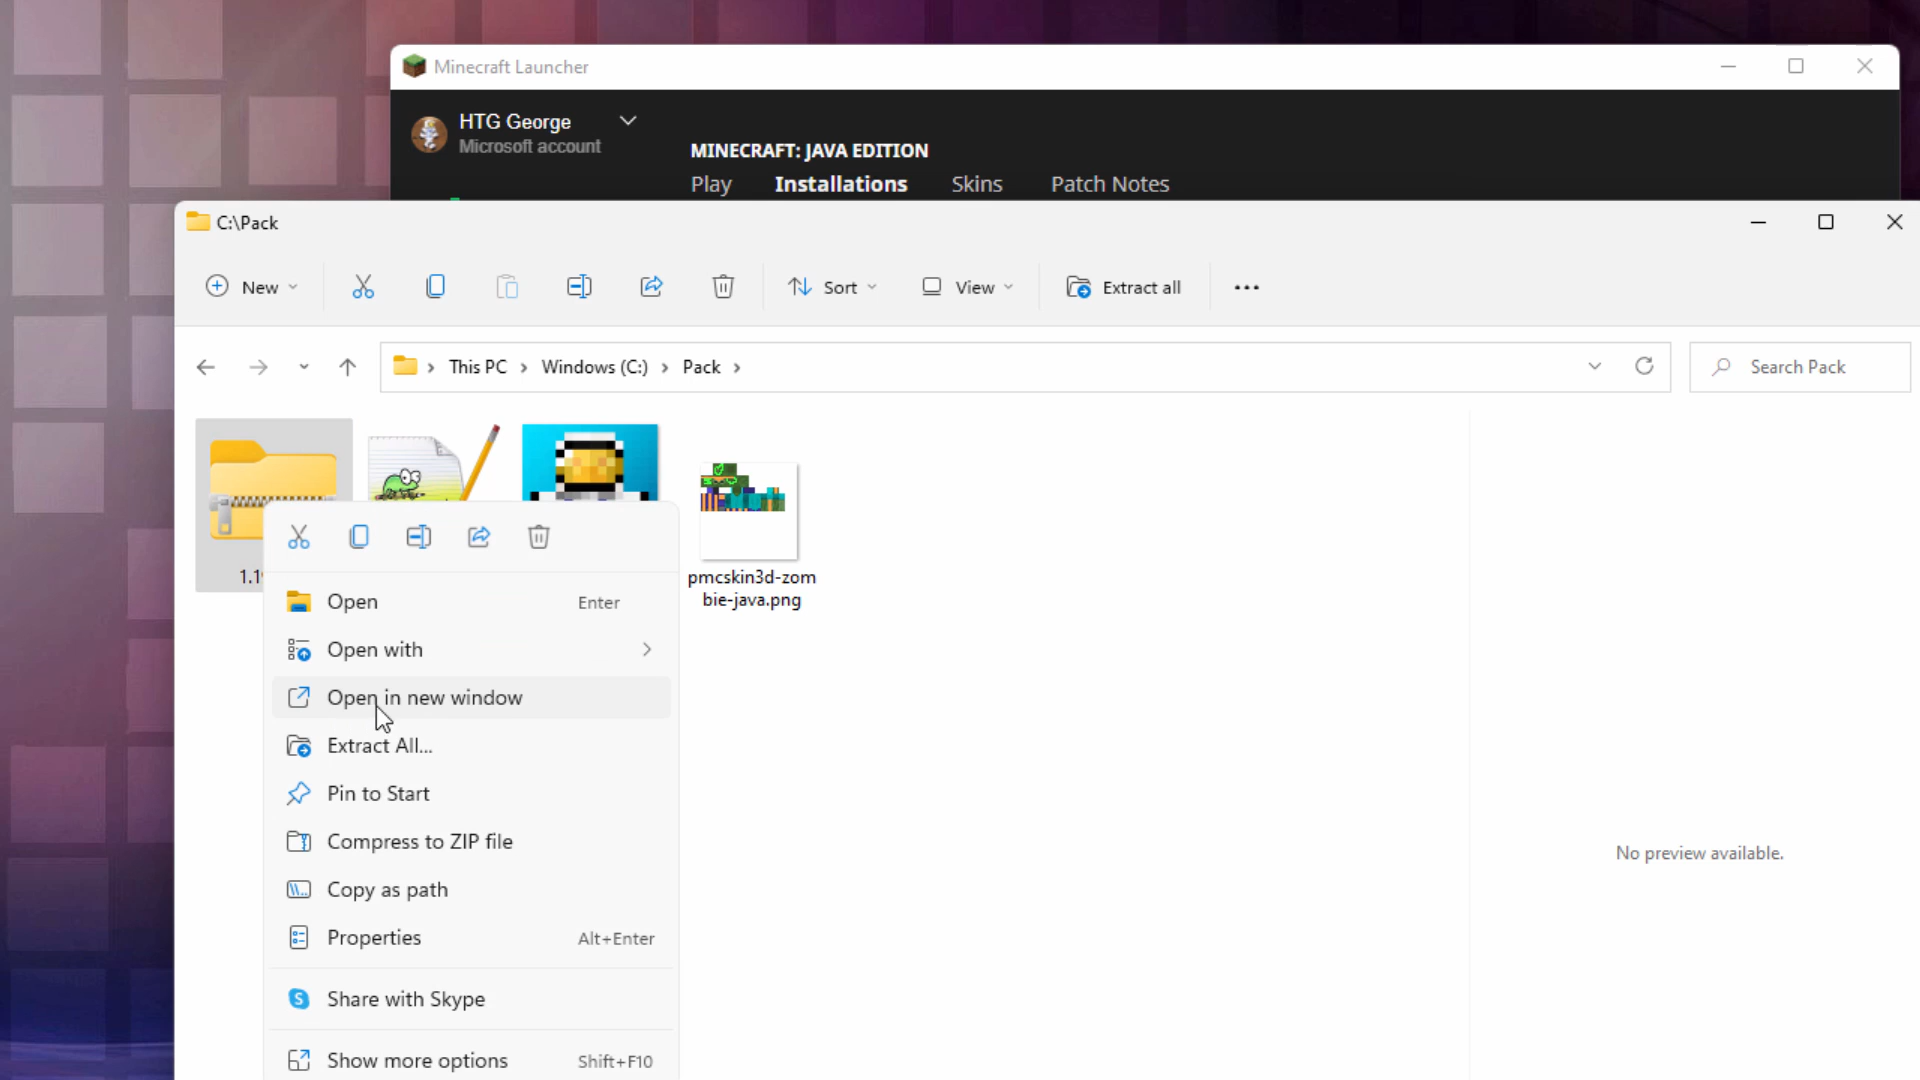 Minecraft Launcher
HTG George
Microsoft account
MINECRAFT: JAVA EDITION
Play Installations Skins Patch Notes
C:\Pack
New Sort View Extract all
This PC Windows (C:) Pack
Search Pack
1.1
pmcskin3d-zom
bie-java.png
Open Enter
Open with
Open in new window
Extract All...
Pin to Start
Compress to ZIP file
Copy as path
Properties Alt+Enter
Share with Skype
Show more options Shift+F10
No preview available.